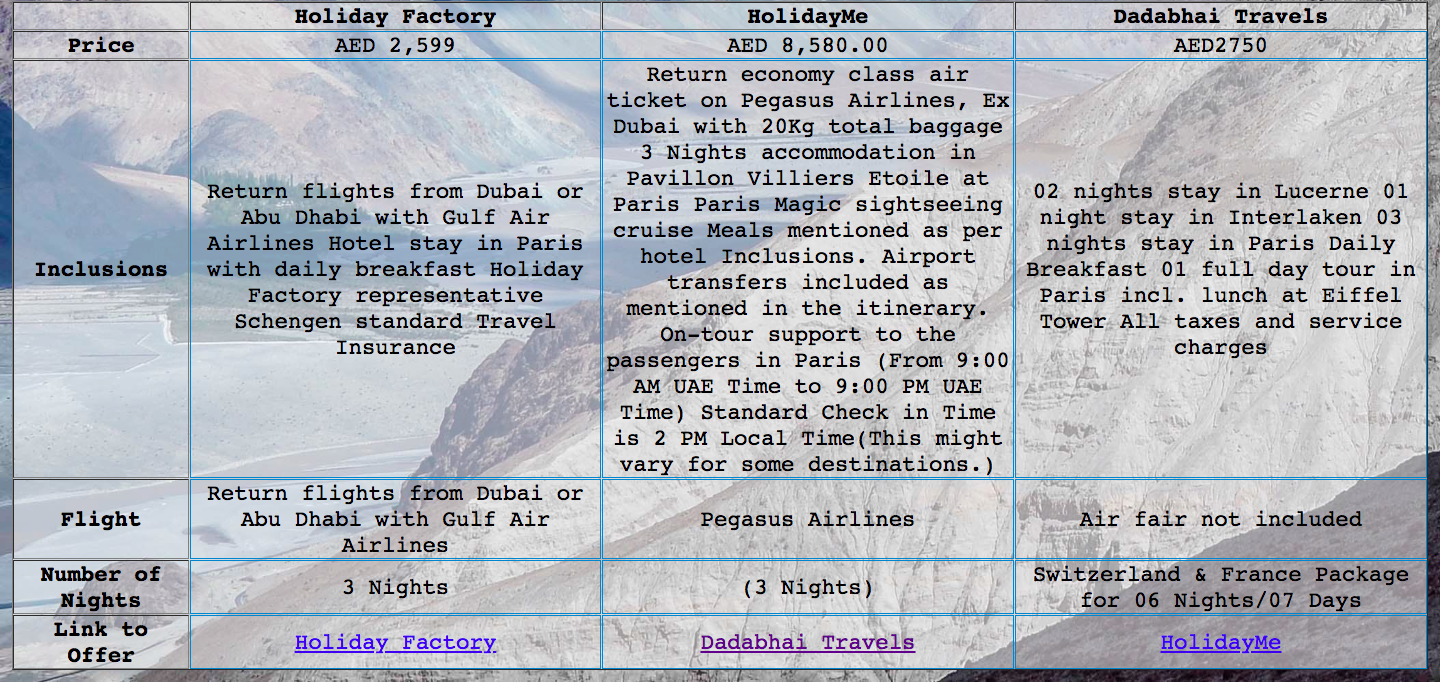 Holiday Factory
HolidayMe
Dadabhai Travels
Price
AED 2,599
AED 8,580.00
AED2750
Inclusions
Return flights from Dubai or
Abu Dhabi with Gulf Air
Airlines Hotel stay in Paris
with daily breakfast Holiday
Factory representative
Schengen standard Travel
Insurance
Return economy class air
ticket on Pegasus Airlines, Ex
Dubai with 20Kg total baggage
3 Nights accommodation in
Pavillon Villiers Etoile at
Paris Paris Magic sightseeing
cruise Meals mentioned as per
hotel Inclusions. Airport
transfers included as
mentioned in the itinerary.
On-tour support to the
passengers in Paris (From 9:00
AM UAE Time to 9:00 PM UAE
Time) Standard Check in Time
is 2 PM Local Time(This might
vary for some destinations.)
02 nights stay in Lucerne 01
night stay in Interlaken 03
nights stay in Paris Daily
Breakfast 01 full day tour in
Paris incl. lunch at Eiffel
Tower All taxes and service
charges
Flight
Return flights from Dubai or
Abu Dhabi with Gulf Air
Airlines
Pegasus Airlines
Air fair not included
Number of
Nights
3 Nights
(3 Nights)
Switzerland & France Package
for 06 Nights/07 Days
Link to
Offer
Holiday Factory
Dadabhai Travels
HolidayMe